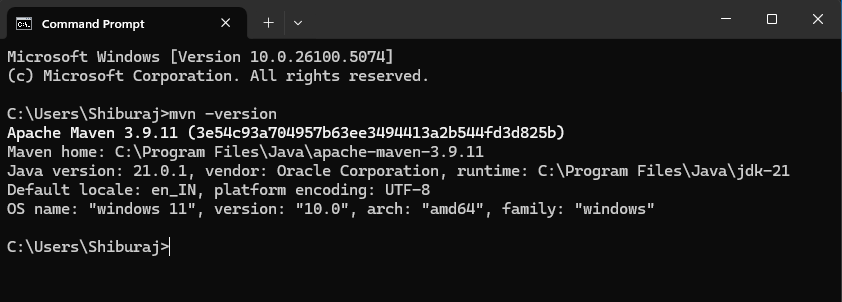 Command Prompt
Microsoft Windows [Version 10.0.26100.5074]
(c) Microsoft Corporation. All rights reserved.
C:\Users\Shiburaj>mvn -version
Apache Maven 3.9.11 (3e54c93a704957b63ee3494413a2b544fd3d825b)
Maven home: C:\Program Files\Java\apache-maven-3.9.11
Java version: 21.0.1, vendor: Oracle Corporation, runtime: C:\Program Files\Java\jdk-21
Default locale: en_IN, platform encoding: UTF-8
OS name: "windows 11", version: "10.0", arch: "amd64", family: "windows"
C:\Users\Shiburaj>